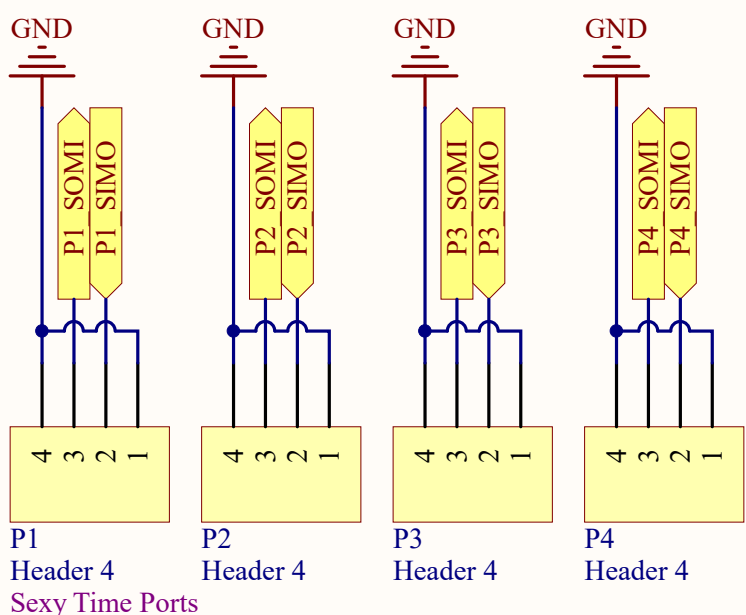 GND GND GND GND
P1_SOMI P1_SIMO P2_SOMI P2_SIMO P3_SOMI P3_SIMO P4_SOMI P4_SIMO
4 3 2 1 4 3 2 1 4 3 2 1 4 3 2 1
P1 P2 P3 P4
Header 4 Header 4 Header 4 Header 4
Sexy Time Ports